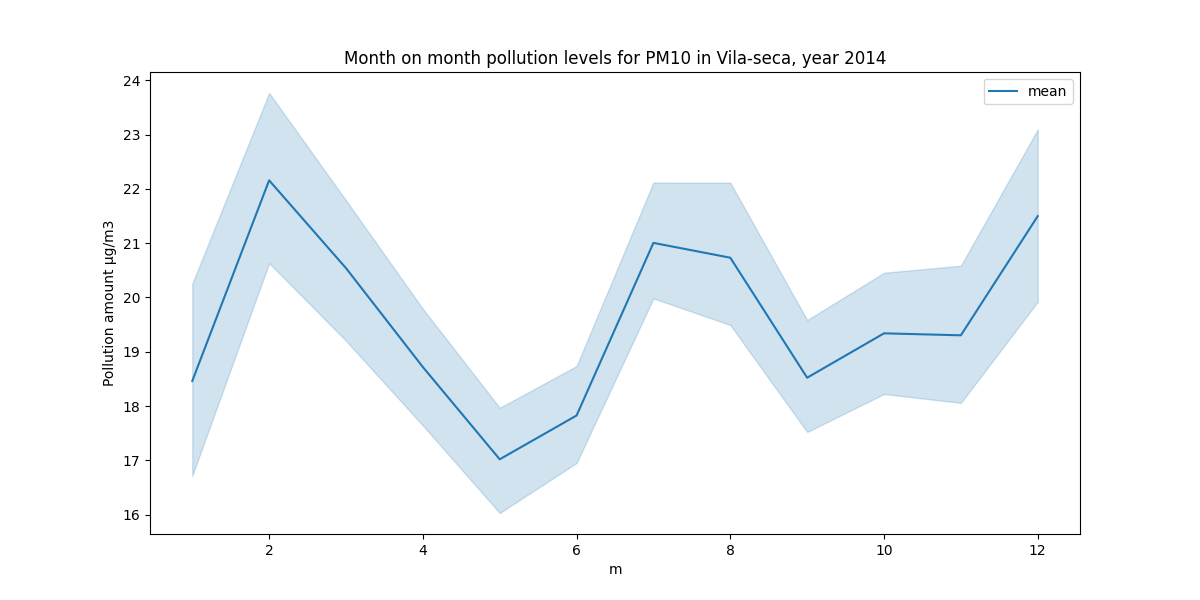 Month on month pollution levels for PM10 in Vila-seca, year 2014
mean
24
23
22
21
20
19
18
17
16
Pollution amount µg/m3
2 4 6 8 10 12
m